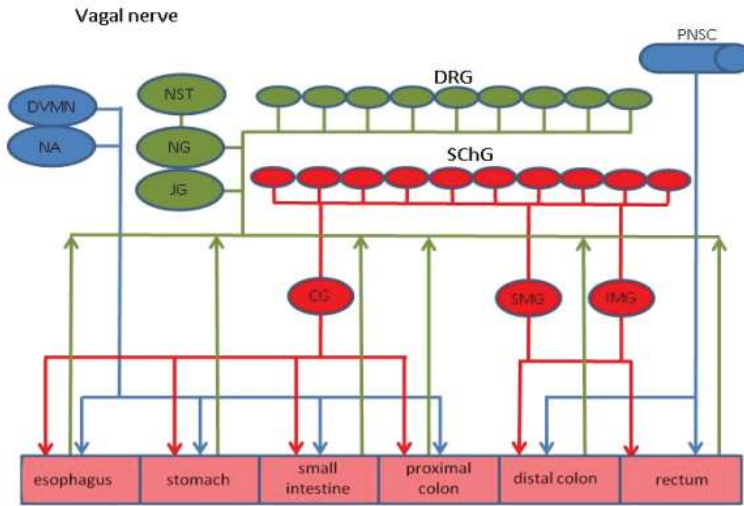 Vagal nerve
PNSC
DRG
DVMN
NST
NA
NG
SChG
JG
CG
SMG
IMG
esophagus
stomach
small
intestine
proximal
colon
distal colon
rectum